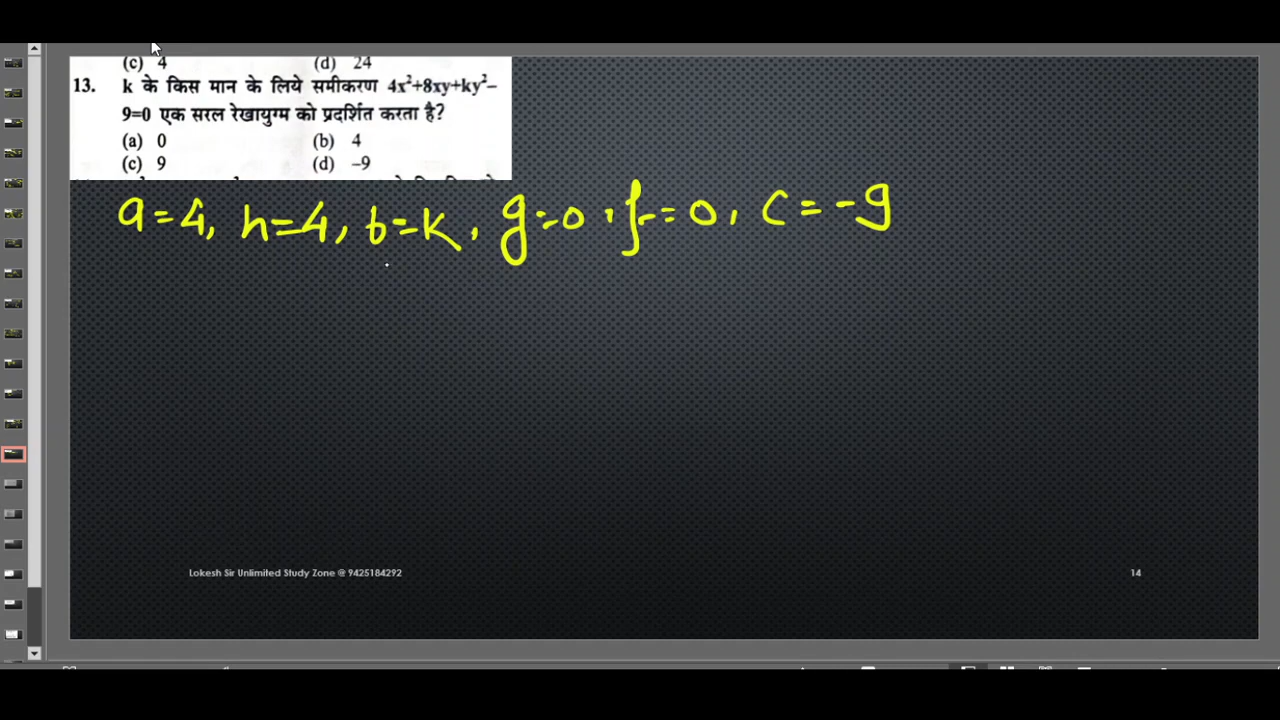 (c) 4 (d) 24
13. k के किस मान के लिये समीकरण 4x²+8xy+ky²–
9=0 एक सरल रेखायुग्म को प्रदर्शित करता है?
(a) 0 (b) 4
(c) 9 (d) –9
a=4, h=4, b=k, g=0, f=0, c=-9
Lokesh Sir Unlimited Study Zone @ 9425184292 14